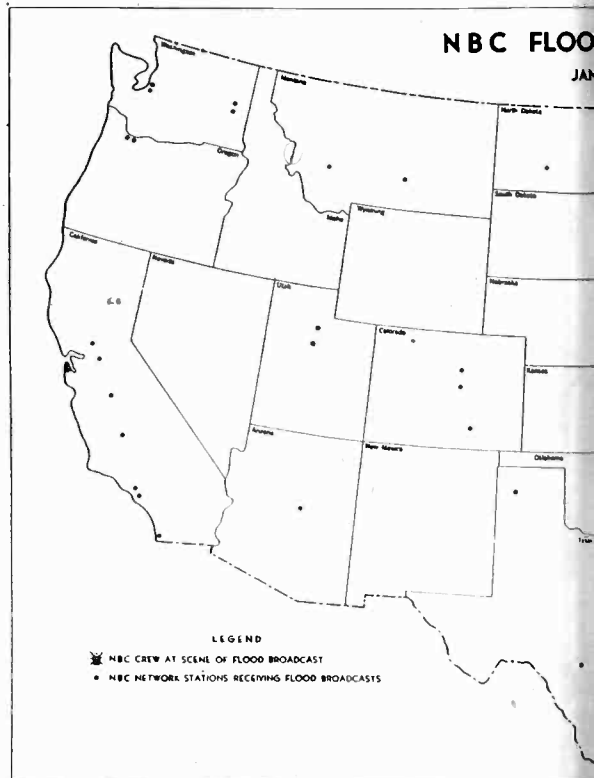 NBC FLOO
JAN
Washington
Montana
North Dakota
Oregon
South Dakota
Idaho
Wyoming
California
Nevada
Utah
Nebraska
Colorado
Kansas
Arizona
New Mexico
Oklahoma
LEGEND
NBC CREW AT SCENE OF FLOOD BROADCAST
NBC NETWORK STATIONS RECEIVING FLOOD BROADCASTS